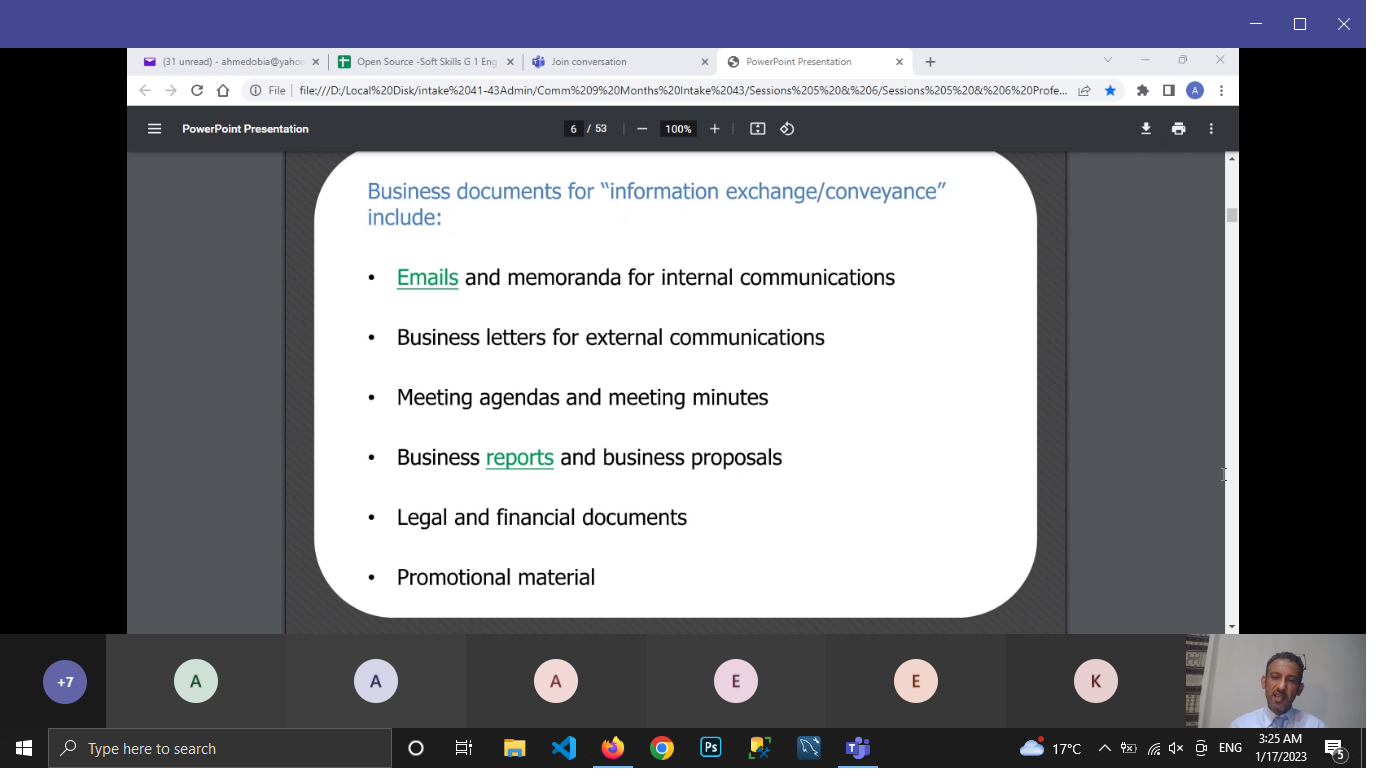 (31 unread) - ahmedobia@yahoo
Open Source -Soft Skills G 1 Eng
Join conversation
PowerPoint Presentation
File
file:///D:/Local%20Disk/intake%2041-43Admin/Comm%209%20Months%20Intake%2043/Sessions%205%20&%206/Sessions%205%20&%206%20Profe...
A
PowerPoint Presentation
6 / 53
100%
Business documents for “information exchange/conveyance”
include:
• Emails and memoranda for internal communications
• Business letters for external communications
• Meeting agendas and meeting minutes
• Business reports and business proposals
• Legal and financial documents
• Promotional material
+7
A
A
A
E
E
K
Type here to search
Ps
17°C
ENG
3:25 AM
1/17/2023
5